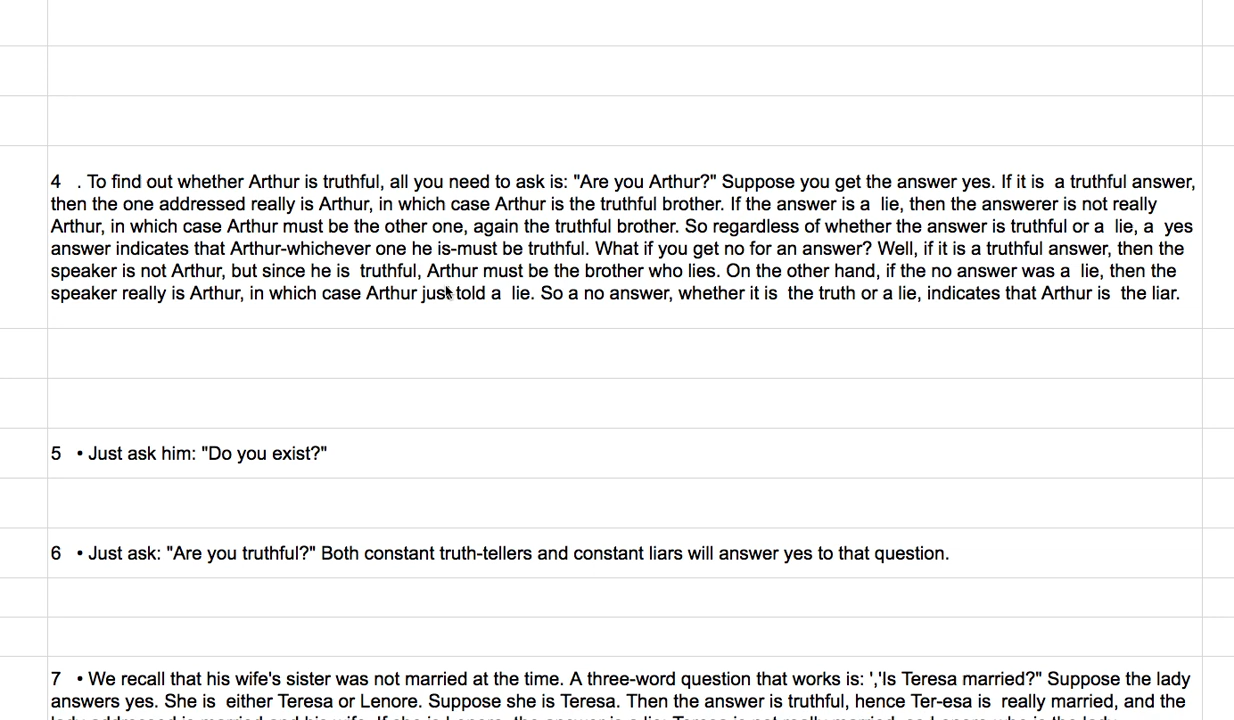 4 . To find out whether Arthur is truthful, all you need to ask is: "Are you Arthur?" Suppose you get the answer yes. If it is a truthful answer,
then the one addressed really is Arthur, in which case Arthur is the truthful brother. If the answer is a lie, then the answerer is not really
Arthur, in which case Arthur must be the other one, again the truthful brother. So regardless of whether the answer is truthful or a lie, a yes
answer indicates that Arthur-whichever one he is-must be truthful. What if you get no for an answer? Well, if it is a truthful answer, then the
speaker is not Arthur, but since he is truthful, Arthur must be the brother who lies. On the other hand, if the no answer was a lie, then the
speaker really is Arthur, in which case Arthur just told a lie. So a no answer, whether it is the truth or a lie, indicates that Arthur is the liar.
5 • Just ask him: "Do you exist?"
6 • Just ask: "Are you truthful?" Both constant truth-tellers and constant liars will answer yes to that question.
7 • We recall that his wife's sister was not married at the time. A three-word question that works is: ','Is Teresa married?" Suppose the lady
answers yes. She is either Teresa or Lenore. Suppose she is Teresa. Then the answer is truthful, hence Ter-esa is really married, and the